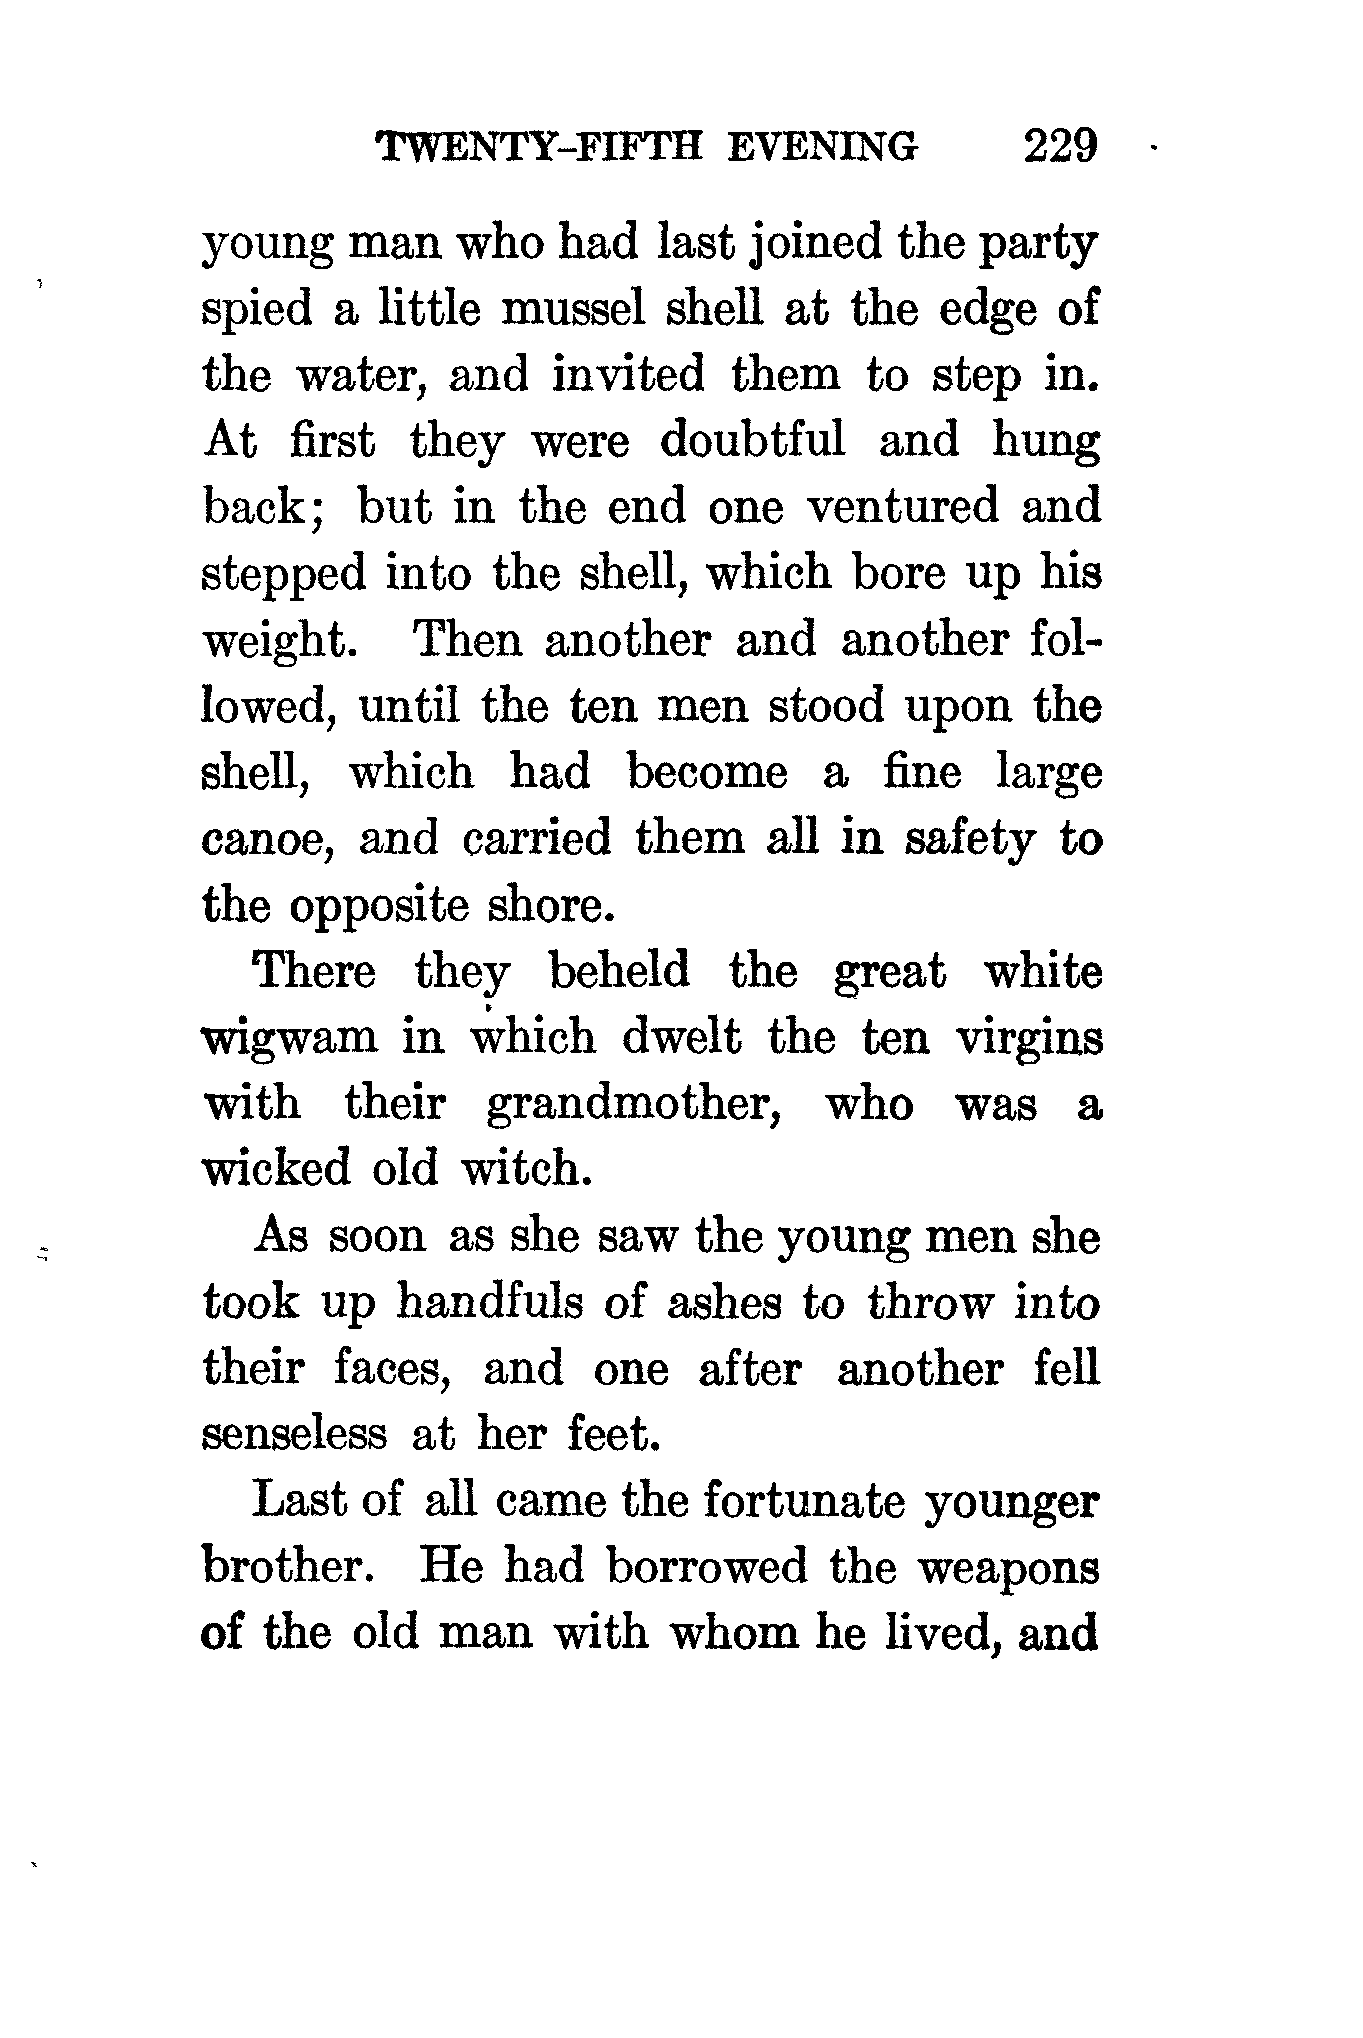 TWENTY-FIFTH EVENING 229
young man who had last joined the party
spied a little mussel shell at the edge of
the water, and invited them to step in.
At first they were doubtful and hung
back; but in the end one ventured and
stepped into the shell, which bore up his
weight. Then another and another fol-
lowed, until the ten men stood upon the
shell, which had become a fine large
canoe, and carried them all in safety to
the opposite shore.
There they beheld the great white
wigwam in which dwelt the ten virgins
with their grandmother, who was a
wicked old witch.
As soon as she saw the young men she
took up handfuls of ashes to throw into
their faces, and one after another fell
senseless at her feet.
Last of all came the fortunate younger
brother. He had borrowed the weapons
of the old man with whom he lived, and